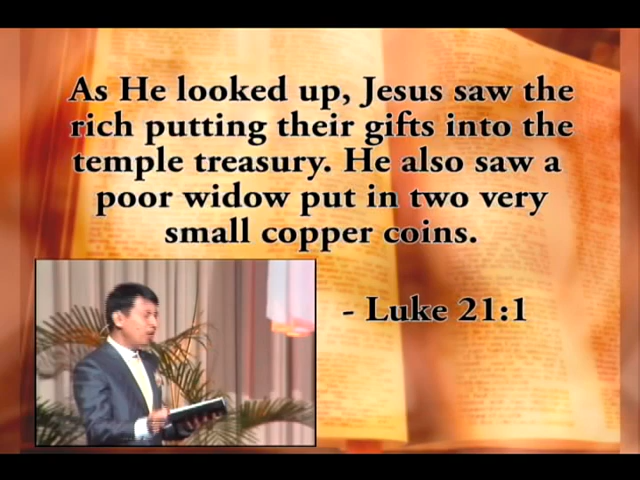 As He looked up, Jesus saw the
rich putting their gifts into the
temple treasury. He also saw a
poor widow put in two very
small copper coins.
- Luke 21:1